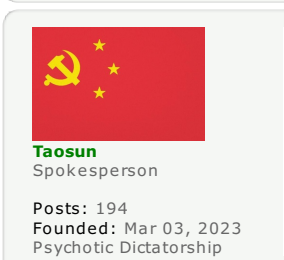 Taosun
Spokesperson
Posts: 194
Founded: Mar 03, 2023
Psychotic Dictatorship